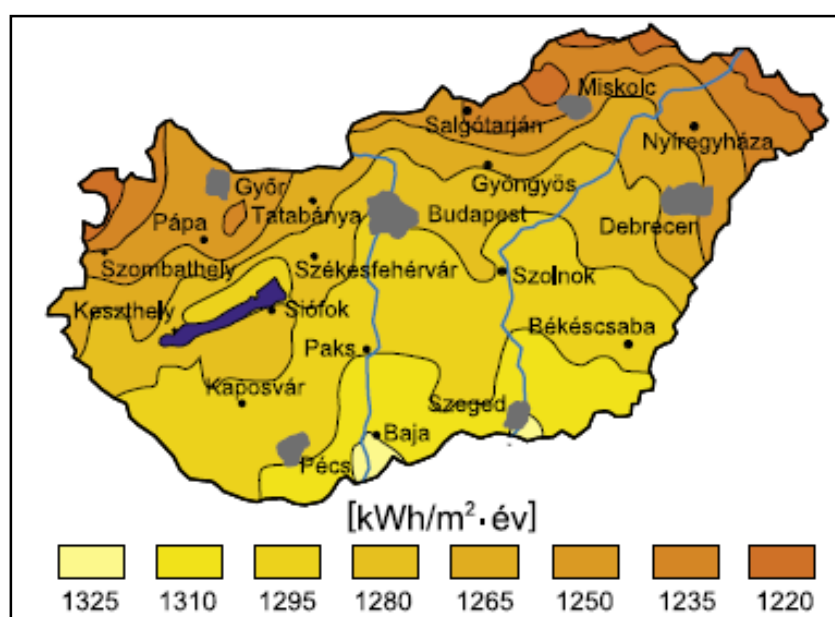 Miskolc
Salgótarján
Nyíregyháza
Gyöngyös
Győr
Tatabánya
Budapest
Pápa
Debrecen
Szombathely
Székesfehérvár
Szolnok
Keszthely
Siófok
Békéscsaba
Paks
Kaposvár
Szeged
Baja
Pécs
[kWh/m²·év]
1325 1310 1295 1280 1265 1250 1235 1220